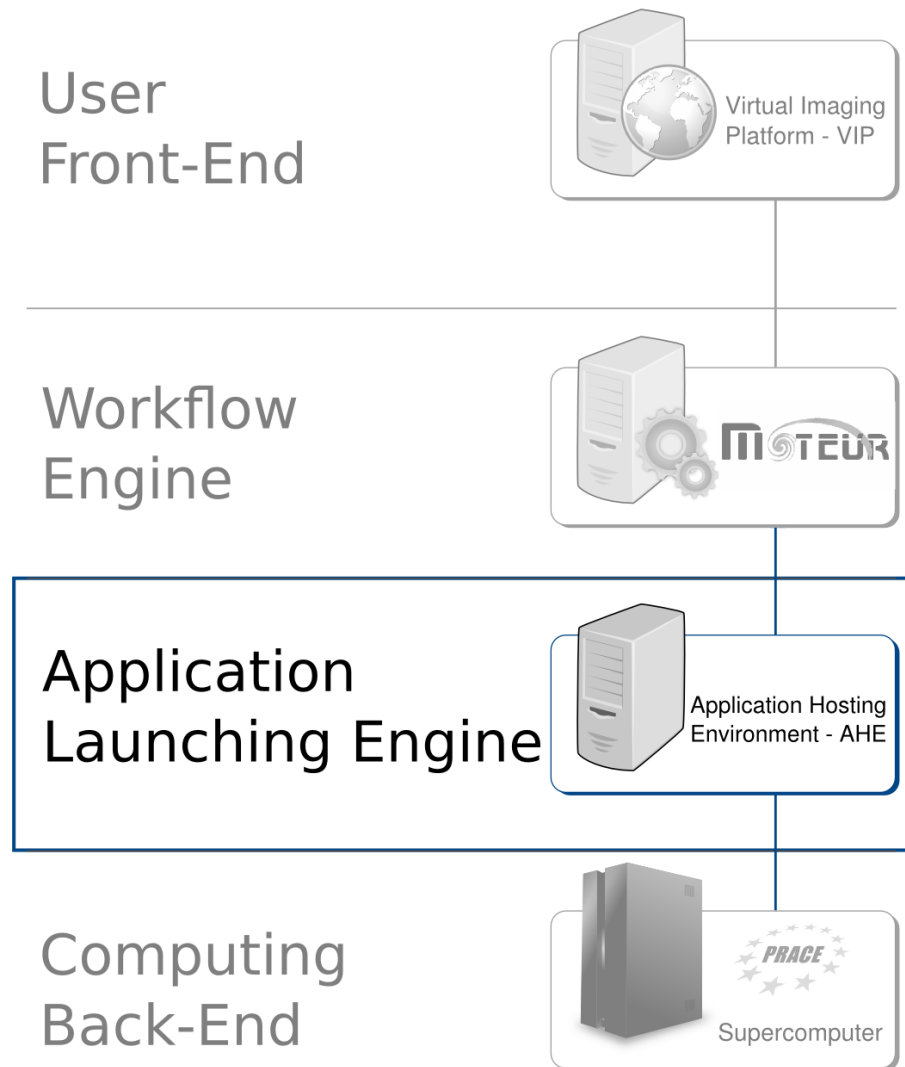 User
Front-End
Virtual Imaging
Platform - VIP
Workflow
Engine
MOTEUR
Application
Launching Engine
Application Hosting
Environment - AHE
Computing
Back-End
PRACE
Supercomputer